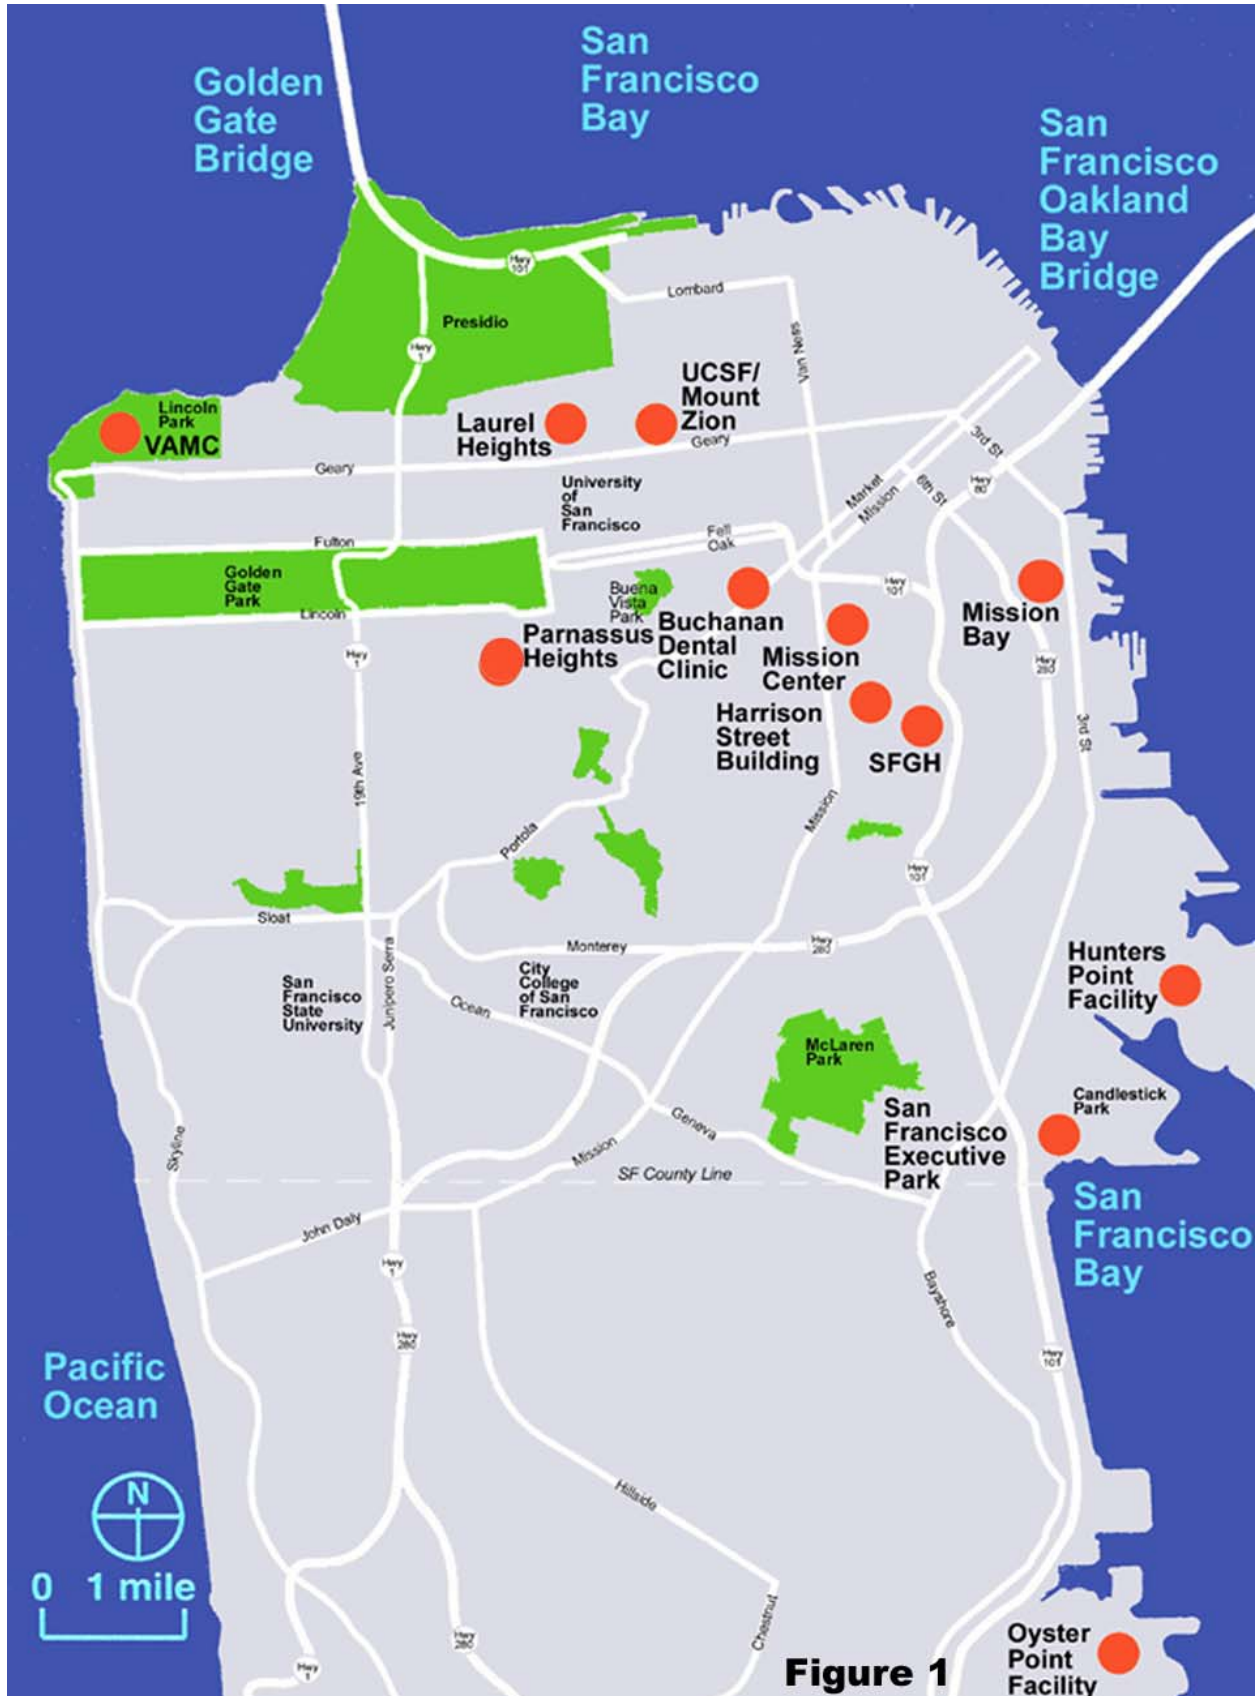 San
Francisco
Bay
Golden
Gate
Bridge
San
Francisco
Oakland
Bay
Bridge
Hwy
101
Lombard
Presidio
Van Ness
Hwy
1
UCSF/
Mount
Zion
Lincoln
Park
VAMC
Laurel
Heights
Geary
3rd St
Geary
Market
Mission
6th St
Hwy
80
University
of
San
Francisco
Fell
Oak
Fulton
Golden
Gate
Park
Buena
Vista
Park
Hwy
101
Lincoln
Mission
Bay
Buchanan
Dental
Clinic
Parnassus
Heights
Mission
Center
Hwy
1
Hwy
280
Harrison
Street
Building
SFGH
3rd St
19th Ave
Mission
Portola
Hwy
101
Sloat
Monterey
Hwy
280
Junipero Serra
Hunters
Point
Facility
San
Francisco
State
University
City
College
of San
Francisco
Ocean
McLaren
Park
Candlestick
Park
San
Francisco
Executive
Park
Geneva
Skyline
Mission
SF County Line
San
Francisco
Bay
John Daly
Hwy
1
Bayshore
Hwy
280
Hwy
101
Pacific
Ocean
N
Hillside
0 1 mile
Chestnut
Hwy
280
Hwy
1
Oyster
Point
Facility
Figure 1